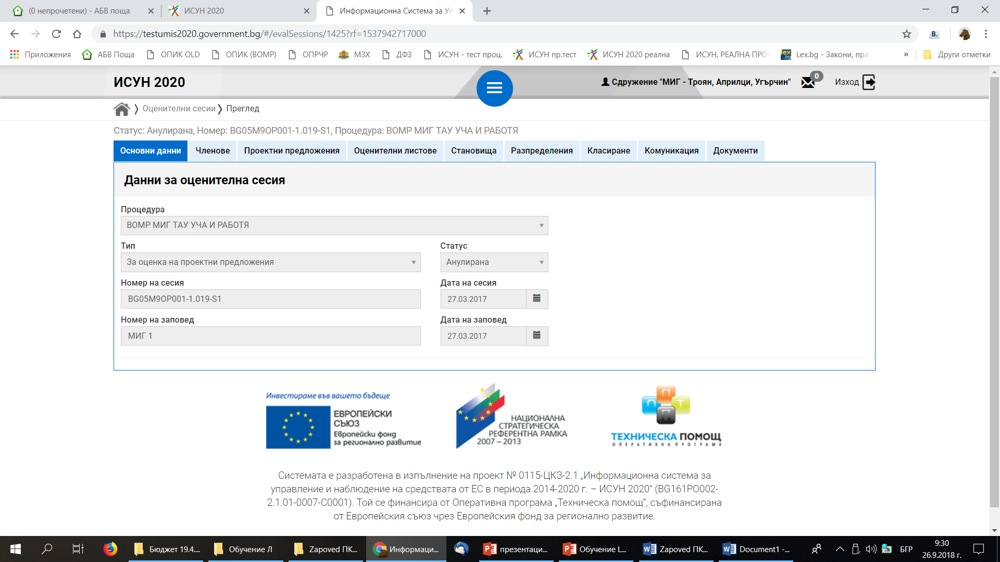 (0 непрочетени) - АБВ поща
ИСУН 2020
Информационна Система за Уп
https://testumis2020.government.bg/#/evalSessions/1425?rf=1537942717000
B.
Приложения
АБВ Поща
ОПИК OLD
ОПИК (ВОМР)
ОПРЧР
МЗХ
ДФЗ
ИСУН - тест проц.
ИСУН пр.тест
ИСУН 2020 реална
ИСУН, РЕАЛНА ПРО
Lex.bg - Закони, пра
»
Други отметки
ИСУН 2020
Сдружение "МИГ - Троян, Априлци, Угърчин"
0
Изход
Оценителни сесии
Преглед
Статус: Анулирана, Номер: BG05M9OP001-1.019-S1, Процедура: ВОМР МИГ ТАУ УЧА И РАБОТЯ
Основни данни
Членове
Проектни предложения
Оценителни листове
Становища
Разпределения
Класиране
Комуникация
Документи
Данни за оценителна сесия
Процедура
ВОМР МИГ ТАУ УЧА И РАБОТЯ
Тип
Статус
За оценка на проектни предложения
Анулирана
Номер на сесия
Дата на сесия
BG05M9OP001-1.019-S1
27.03.2017
Номер на заповед
Дата на заповед
МИГ 1
27.03.2017
Инвестираме във вашето бъдеще
ЕВРОПЕЙСКИ
СЪЮЗ
Европейски фонд
за регионално развитие
НАЦИОНАЛНА
СТРАТЕГИЧЕСКА
РЕФЕРЕНТНА РАМКА
2007 – 2013
П
П Т
П
ТЕХНИЧЕСКА ПОМОЩ
ОПЕРАТИВНА ПРОГРАМА
Системата е разработена в изпълнение на проект № 0115-ЦКЗ-2.1 „Информационна система за
управление и наблюдение на средствата от ЕС в периода 2014-2020 г. – ИСУН 2020“ (BG161PO002-
2.1.01-0007-C0001). Той се финансира от Оперативна програма „Техническа помощ”, съфинансирана
от Европейския съюз чрез Европейския фонд за регионално развитие.
Бюджет 19.4....
Обучение Л
Zapoved ПК...
Информаци...
презентаци...
Обучение L...
Zapoved ПК...
Document1 -...
БГР
9:30
26.9.2018 г.